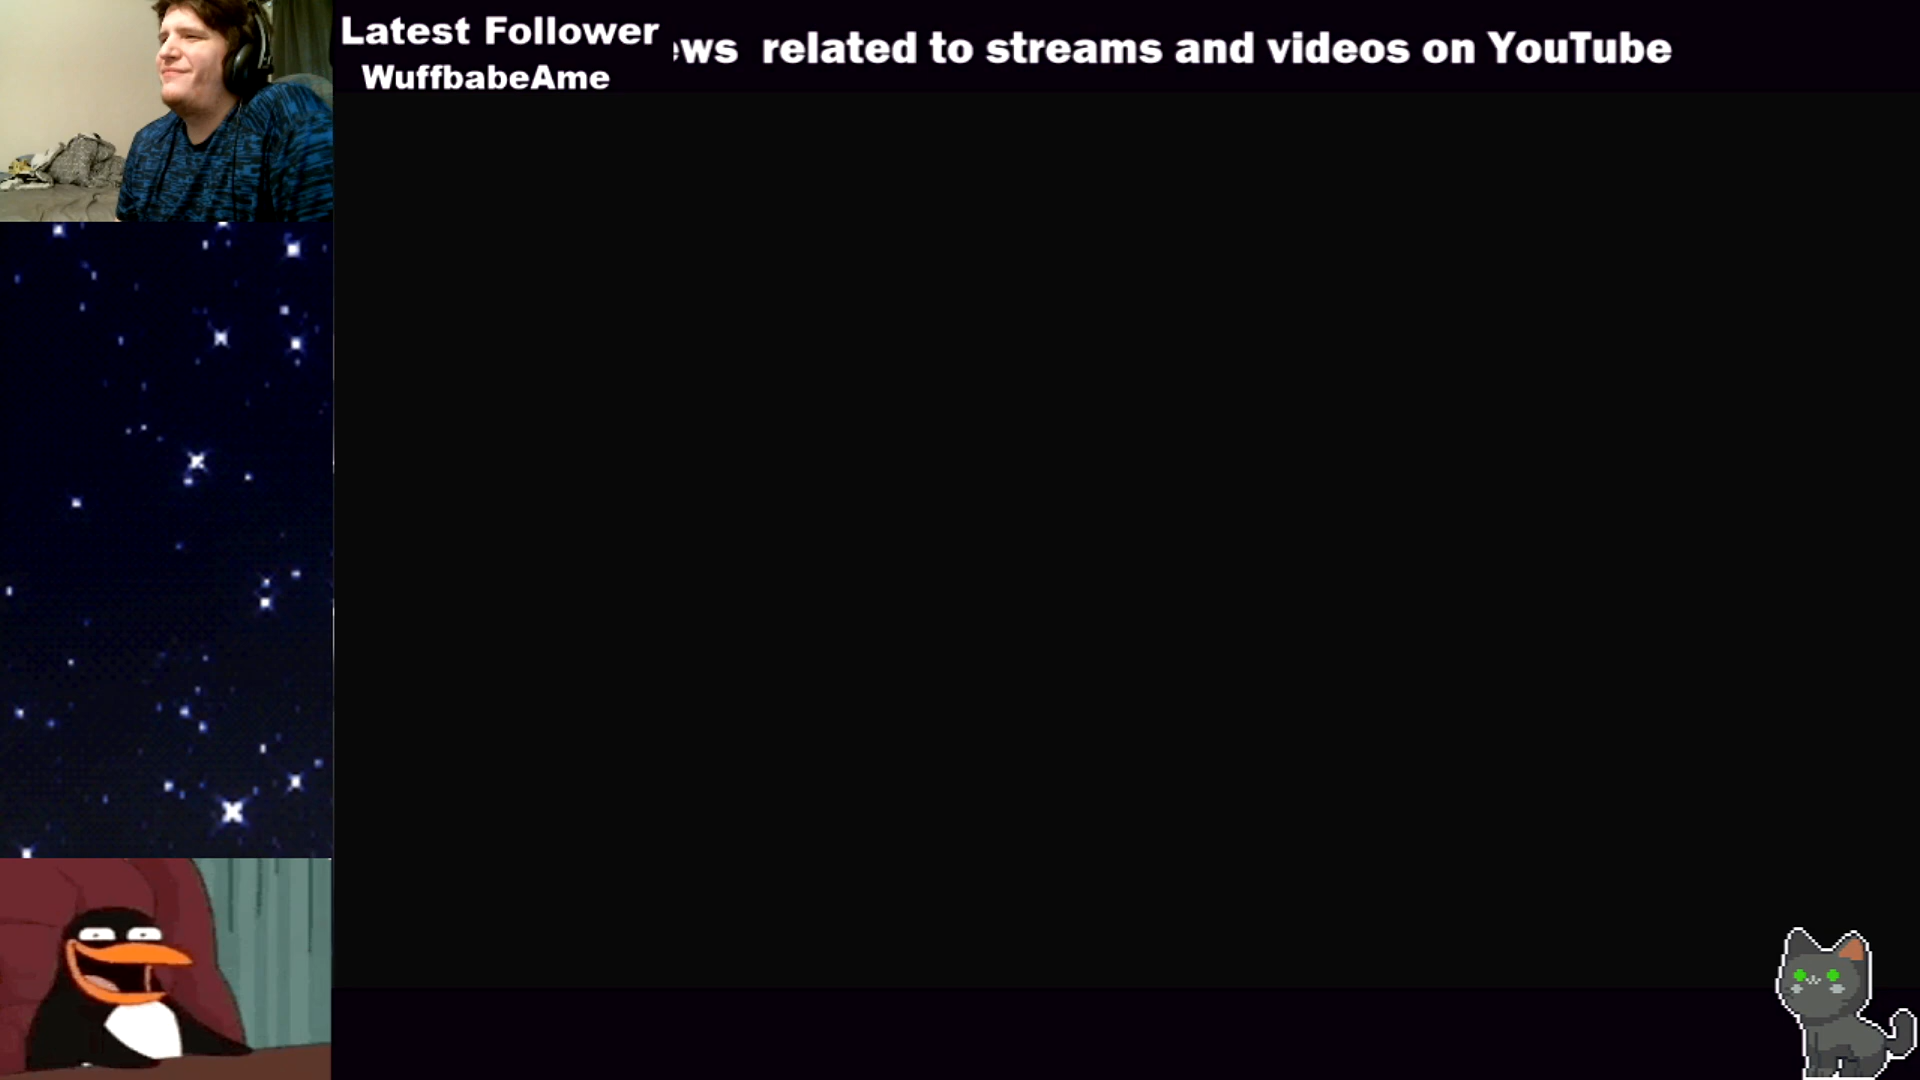 Latest Follower
WuffbabeAme
related to streams and videos on YouTube